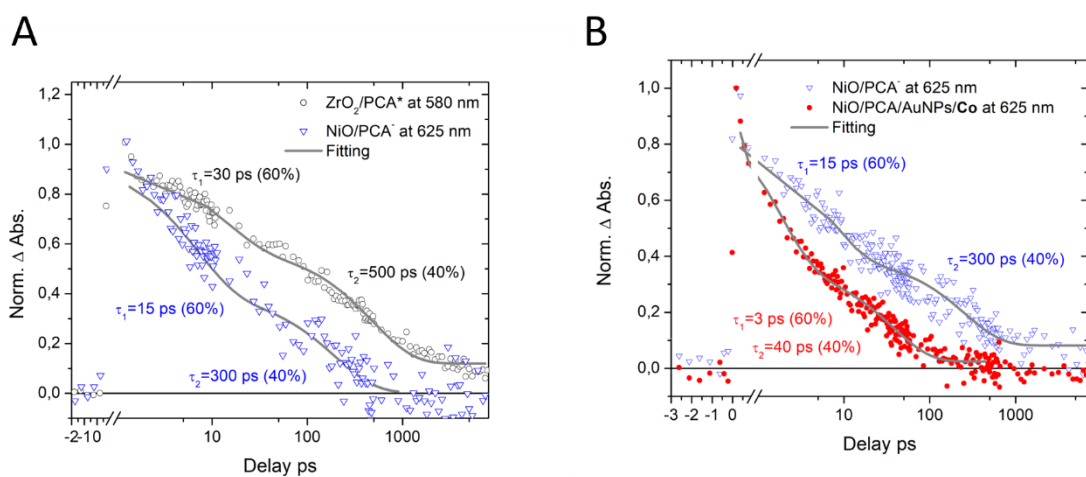 A
1,2
1,0
0,8
0,6
0,4
0,2
0,0
Norm. Δ Abs.
ZrO₂/PCA* at 580 nm
NiO/PCA⁻ at 625 nm
Fitting
τ₁=30 ps (60%)
τ₂=500 ps (40%)
τ₁=15 ps (60%)
τ₂=300 ps (40%)
-2 -1 0 10 100 1000
Delay ps
B
1,0
0,8
0,6
0,4
0,2
0,0
Norm. Δ Abs.
NiO/PCA⁻ at 625 nm
NiO/PCA/AuNPs/Co at 625 nm
Fitting
τ₁=15 ps (60%)
τ₂=300 ps (40%)
τ₁=3 ps (60%)
τ₂=40 ps (40%)
-3 -2 -1 0 10 100 1000
Delay ps